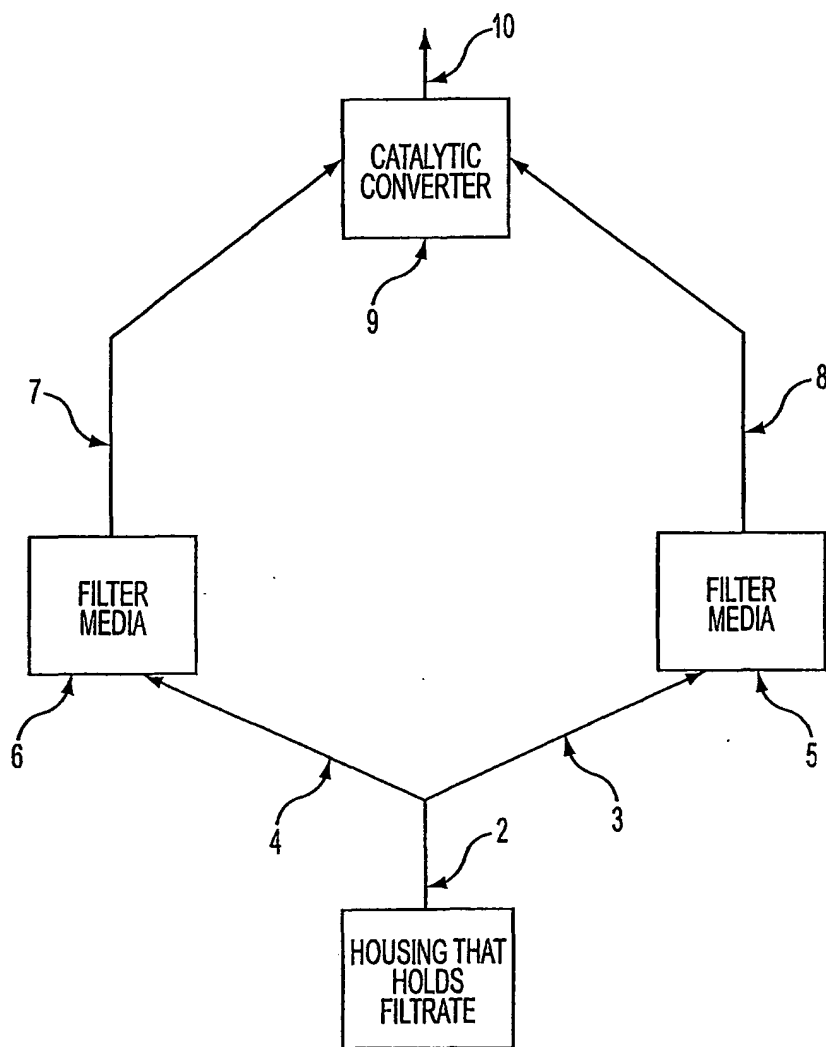 10
CATALYTIC
CONVERTER
9
7
8
FILTER
MEDIA
FILTER
MEDIA
6
5
4
3
2
HOUSING THAT
HOLDS
FILTRATE